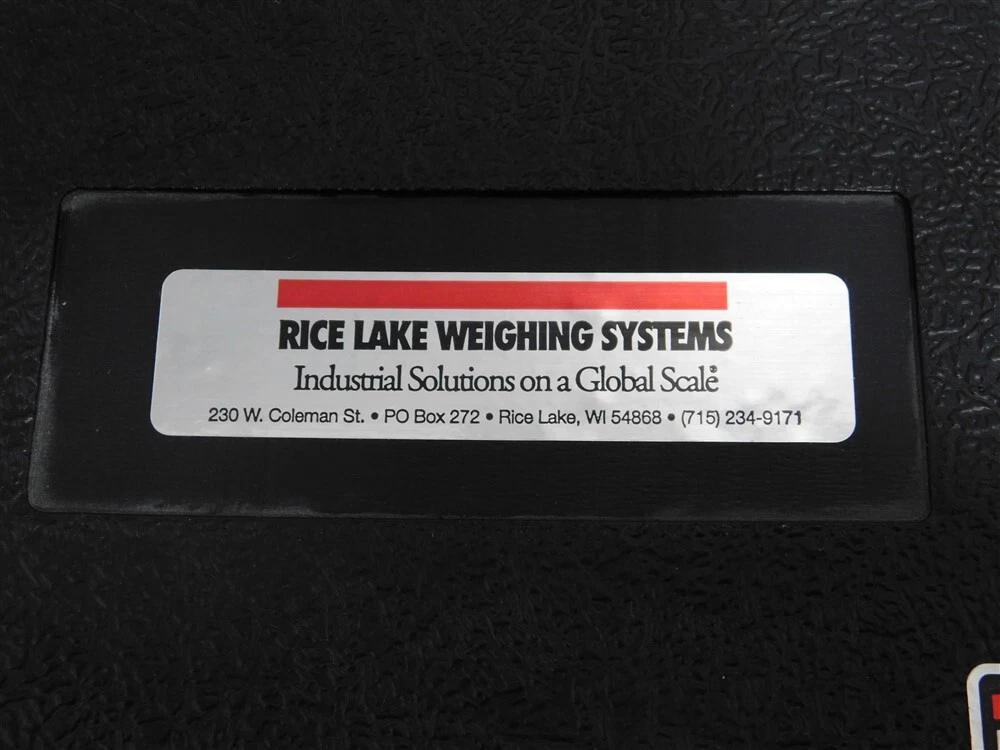 RICE LAKE WEIGHING SYSTEMS
Industrial Solutions on a Global Scale®
230 W. Coleman St. • PO Box 272 • Rice Lake, WI 54868 • (715) 234-9171